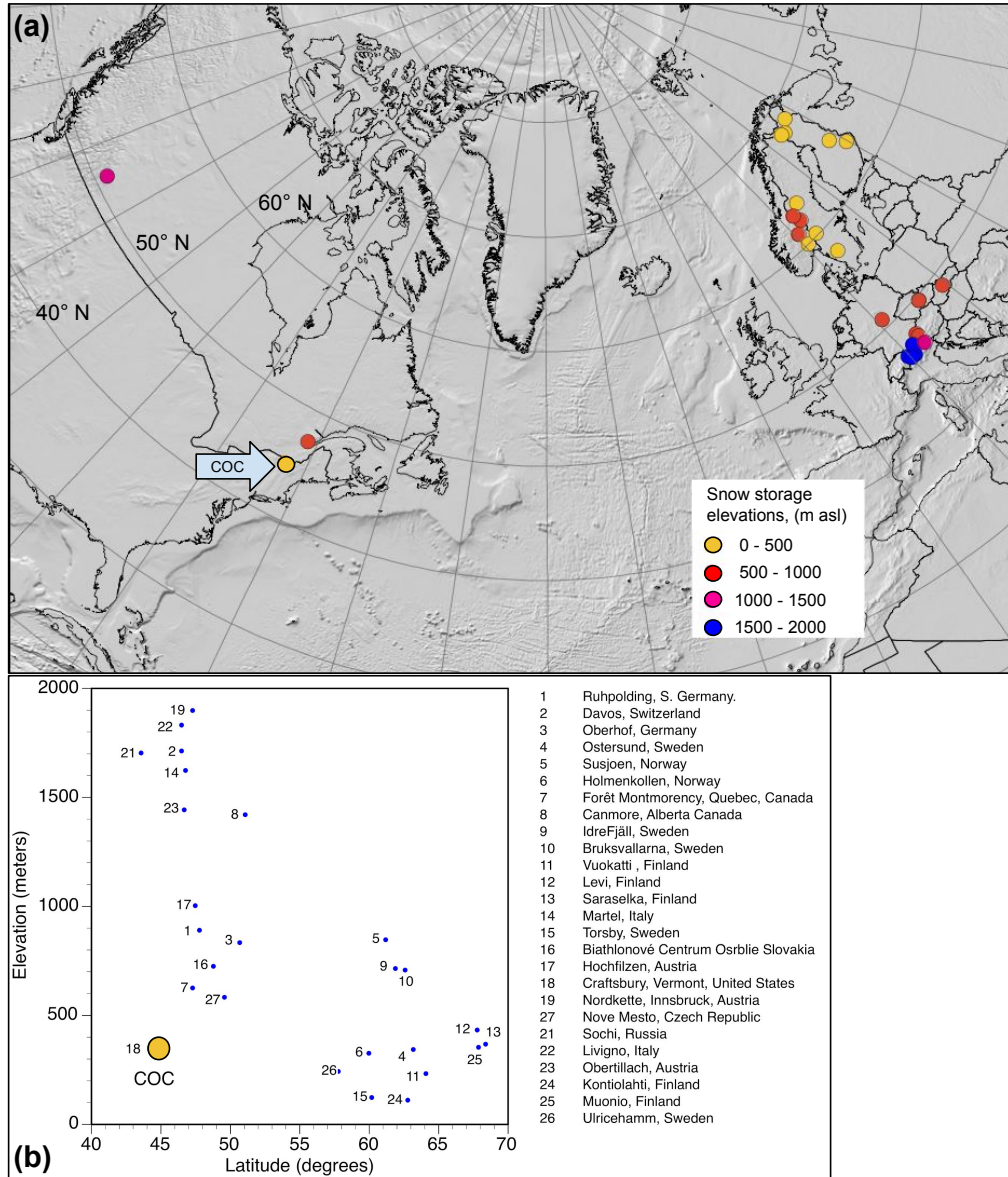 (a)
60° N
50° N
40° N
COC
Snow storage
elevations, (m asl)
0 - 500
500 - 1000
1000 - 1500
1500 - 2000
2000
1500
1000
500
0
Elevation (meters)
19
22
21
2
14
23
8
17
1
3
5
16
9
10
7
27
12
13
18
6
4
25
COC
26
11
15
24
40
45
50
55
60
65
70
Latitude (degrees)
(b)
1 Ruhpolding, S. Germany.
2 Davos, Switzerland
3 Oberhof, Germany
4 Ostersund, Sweden
5 Susjoen, Norway
6 Holmenkollen, Norway
7 Forêt Montmorency, Quebec, Canada
8 Canmore, Alberta Canada
9 IdreFjäll, Sweden
10 Bruksvallarna, Sweden
11 Vuokatti , Finland
12 Levi, Finland
13 Saraselka, Finland
14 Martel, Italy
15 Torsby, Sweden
16 Biathlonové Centrum Osrblie Slovakia
17 Hochfilzen, Austria
18 Craftsbury, Vermont, United States
19 Nordkette, Innsbruck, Austria
27 Nove Mesto, Czech Republic
21 Sochi, Russia
22 Livigno, Italy
23 Obertillach, Austria
24 Kontiolahti, Finland
25 Muonio, Finland
26 Ulricehamm, Sweden